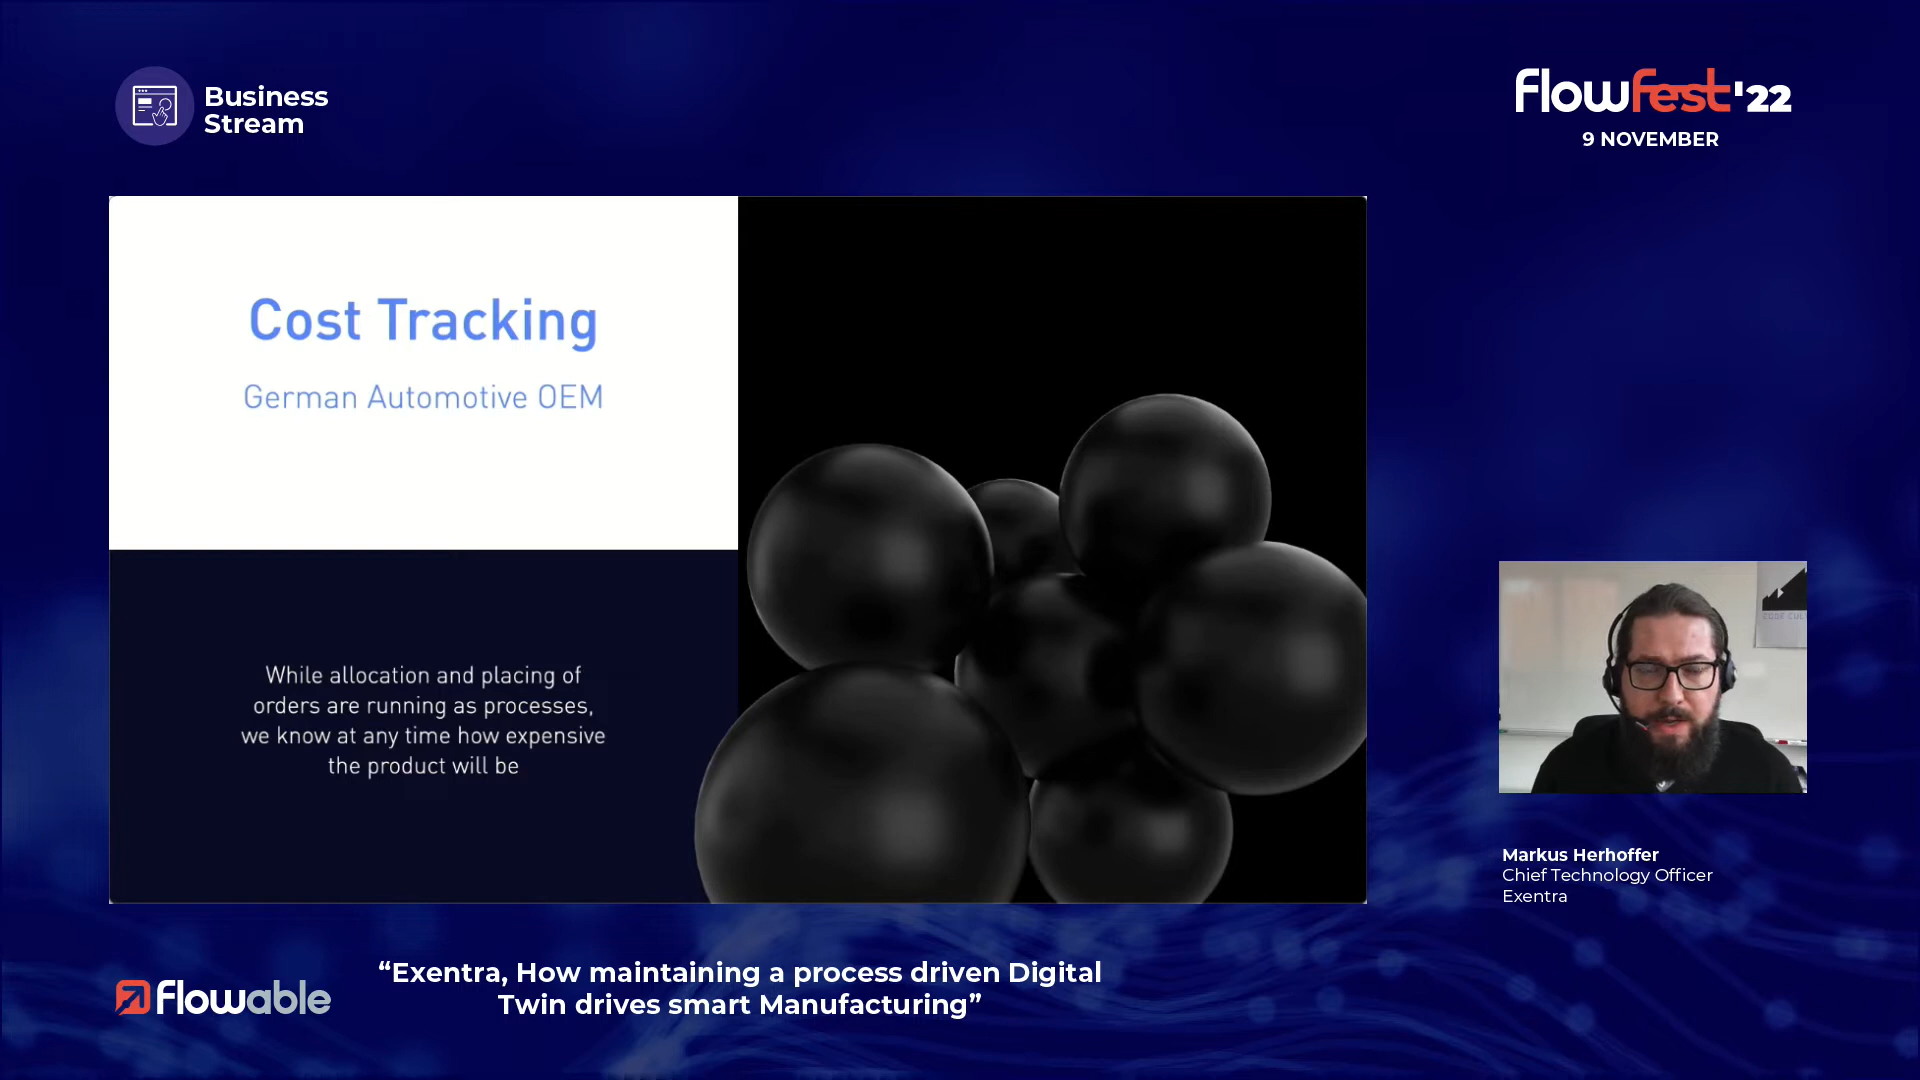 Business
Stream
flowfest'22
9 NOVEMBER
Cost Tracking
German Automotive OEM
While allocation and placing of
orders are running as processes,
we know at any time how expensive
the product will be
Markus Herhoffer
Chief Technology Officer
Exentra
flowable
“Exentra, How maintaining a process driven Digital
Twin drives smart Manufacturing”